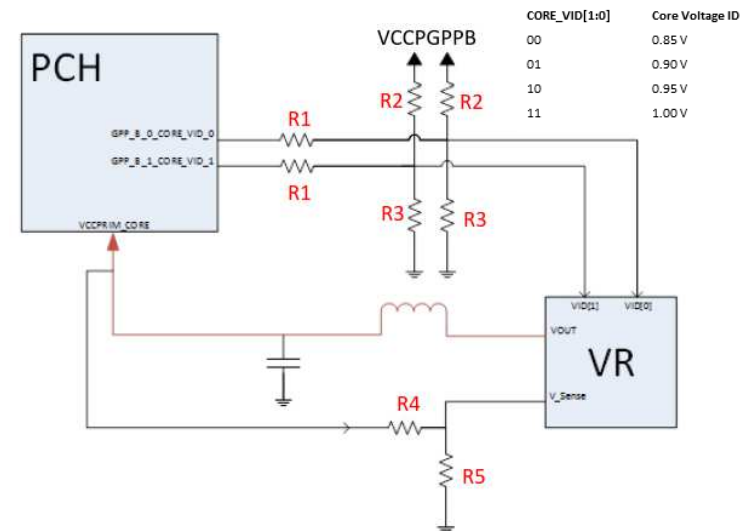 CORE_VID[1:0] Core Voltage ID
00 0.85 V
01 0.90 V
10 0.95 V
11 1.00 V
VCCPGPPB
PCH
R2 R2
R1
GPP_B_0_CORE_VID_0
GPP_B_1_CORE_VID_1
R1
R3 R3
VCCPRIM_CORE
VID[1] VID[0]
VOUT
VR
V_Sense
R4
R5